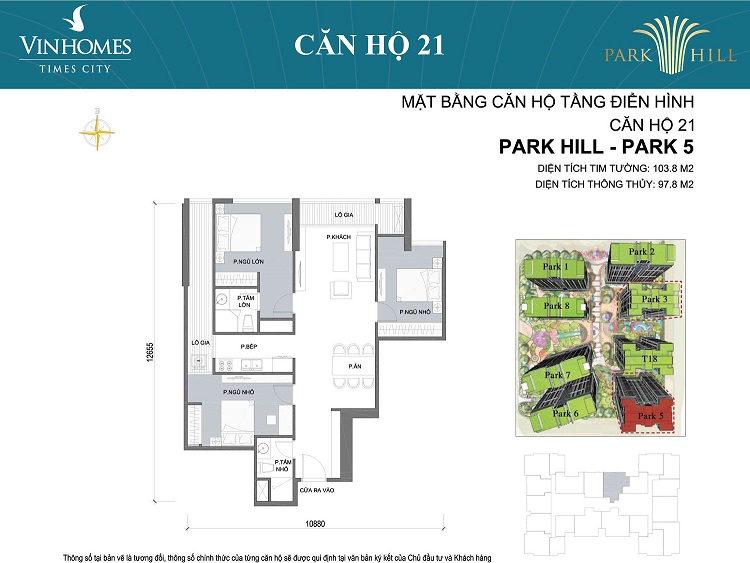 VINHOMES
TIMES CITY
CĂN HỘ 21
PARK HILL
MẶT BẰNG CĂN HỘ TẦNG ĐIỂN HÌNH
CĂN HỘ 21
PARK HILL - PARK 5
DIỆN TÍCH TIM TƯỜNG: 103.8 M2
DIỆN TÍCH THÔNG THỦY: 97.8 M2
LÔ GIA
P.KHÁCH
P.NGỦ LỚN
P.TẮM
LỚN
P.NGỦ NHỎ
LÔ GIA
P.BẾP
P.ĂN
P.NGỦ NHỎ
P.TẮM
NHỎ
CỬA RA VÀO
12655
10880
Park 1
Park 2
Park 8
Park 3
T18
Park 7
Park 6
Park 5
Thông số tại bản vẽ là tương đối, thông số chính thức của từng căn hộ sẽ được qui định tại văn bản ký kết của Chủ đầu tư và Khách hàng